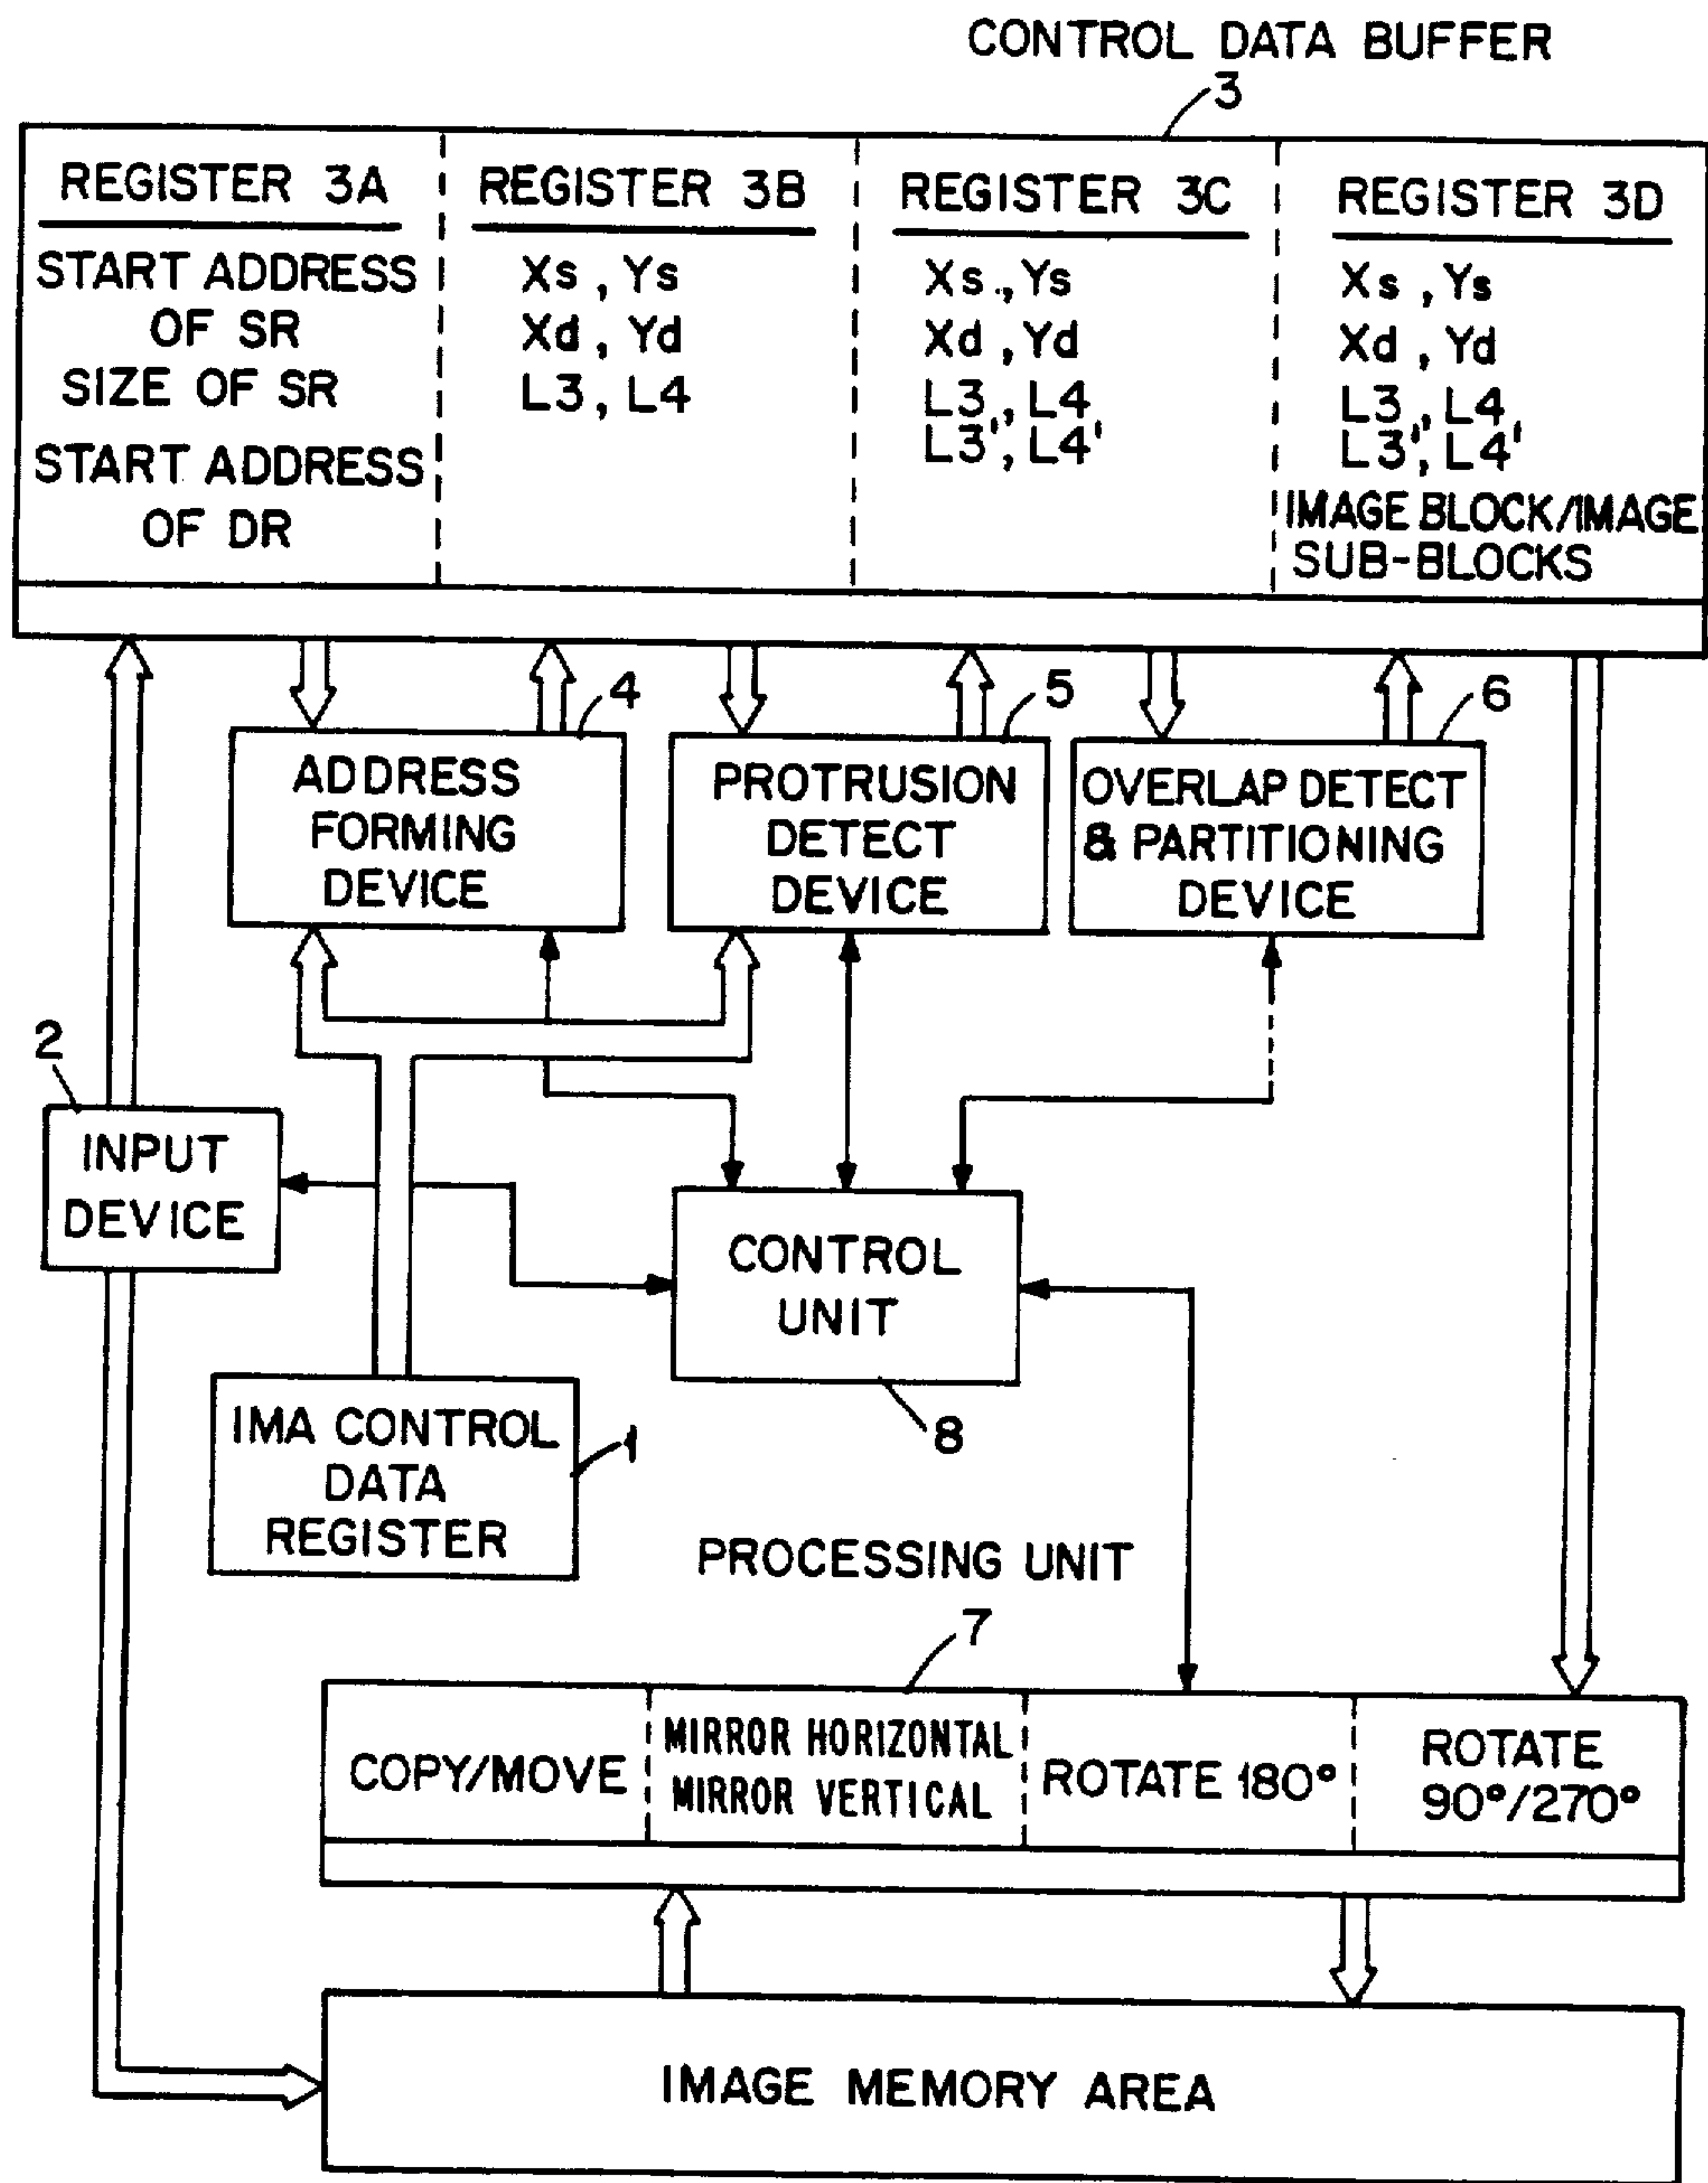 CONTROL DATA BUFFER
3
REGISTER 3A
START ADDRESS
OF SR
SIZE OF SR
START ADDRESS
OF DR
REGISTER 3B
Xs, Ys
Xd, Yd
L3, L4
REGISTER 3C
Xs, Ys
Xd, Yd
L3, L4
L3', L4'
REGISTER 3D
Xs, Ys
Xd, Yd
L3, L4
L3', L4'
IMAGE BLOCK/IMAGE
SUB-BLOCKS
4
ADDRESS
FORMING
DEVICE
5
PROTRUSION
DETECT
DEVICE
6
OVERLAP DETECT
& PARTITIONING
DEVICE
2
INPUT
DEVICE
CONTROL
UNIT
8
IMA CONTROL
DATA
REGISTER
1
PROCESSING UNIT
7
COPY/MOVE
MIRROR HORIZONTAL
MIRROR VERTICAL
ROTATE 180°
ROTATE
90°/270°
IMAGE MEMORY AREA